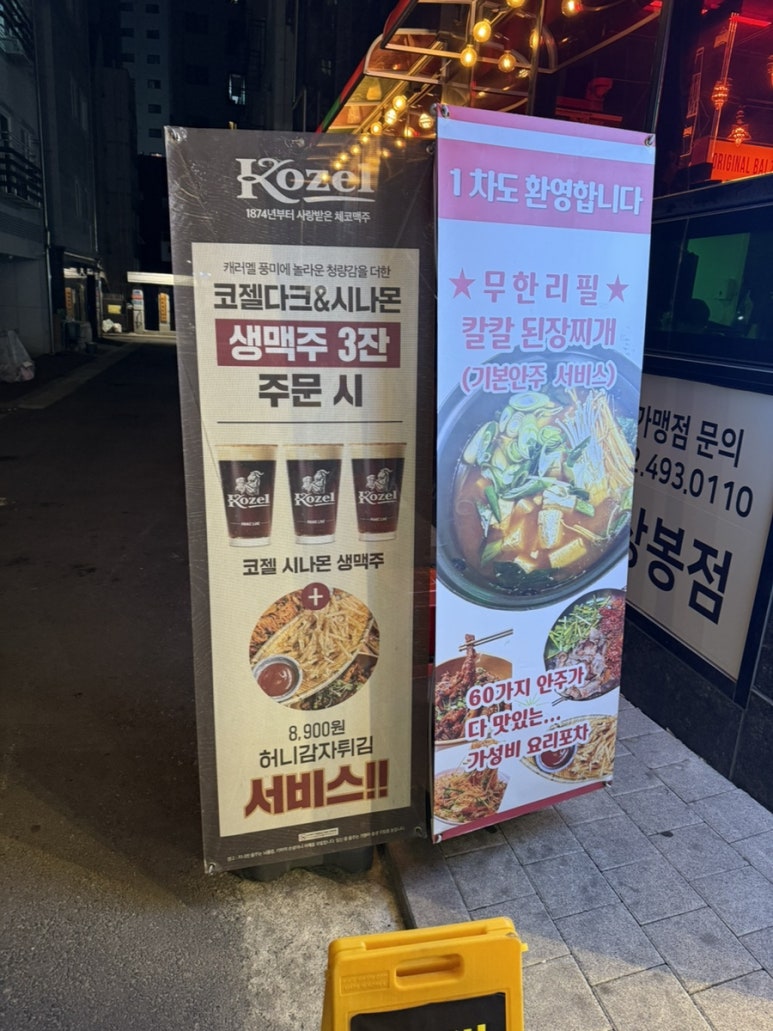 Kozel
1874년부터 사랑받은 체코맥주
캐러멜 풍미에 놀라운 청량감을 더한
코젤다크&시나몬
생맥주 3잔
주문 시
Kozel
Kozel
Kozel
코젤 시나몬 생맥주
+
8,900원
허니감자튀김
서비스!!
1차도 환영합니다
★무한리필★
칼칼 된장찌개
(기본안주 서비스)
60가지 안주가
다 맛있는...
가성비 요리포차
ORIGINAL
가맹점 문의
2.493.0110
상봉점